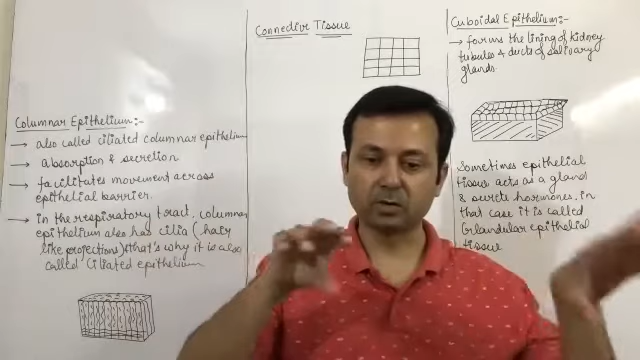 Columnar Epithelium:-
→ also called ciliated columnar epithelium
→ absorption & secretion
→ facilitates movement across
epithelial barrier.
→ in the respiratory tract, columnar
epithelium also has cilia (hair
like projections) that's why it is also
called ciliated epithelium
Connedive Tissue
Cuboidal Epithelium:-
→ forms the lining of kidney
tubules & ducts of salivary
glands.
Sometimes epithelial
tissue acts as a gland
& secrets hormones. in
that case it is called
Glandular epithelial
tissue